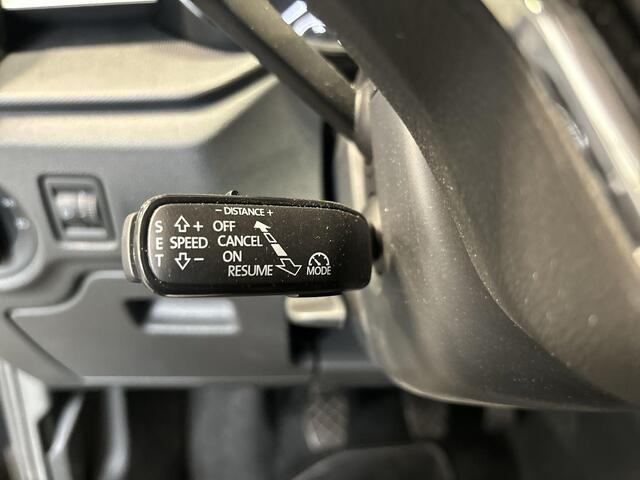 − DISTANCE +
S + OFF
E SPEED CANCEL
T − ON
RESUME MODE